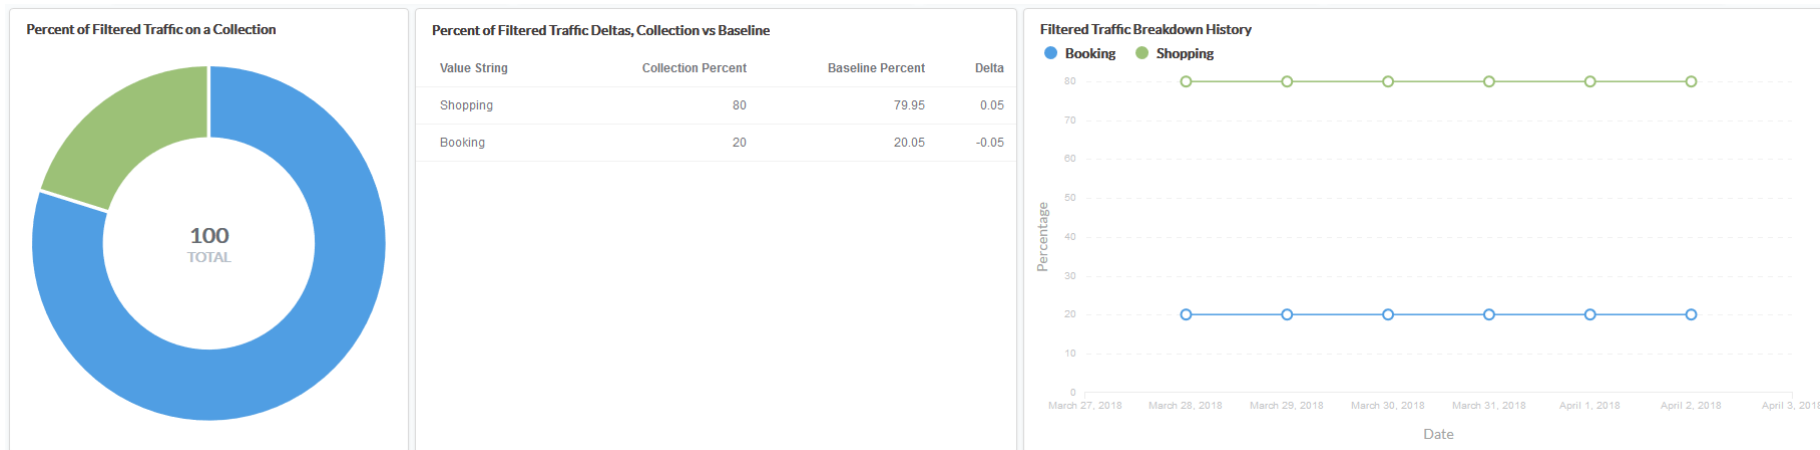 Percent of Filtered Traffic on a Collection
100
TOTAL
Percent of Filtered Traffic Deltas, Collection vs Baseline
Value String Collection Percent Baseline Percent Delta
Shopping 80 79.95 0.05
Booking 20 20.05 -0.05
Filtered Traffic Breakdown History
Booking Shopping
Percentage
80
70
60
50
40
30
20
10
0
March 27, 2018 March 28, 2018 March 29, 2018 March 30, 2018 March 31, 2018 April 1, 2018 April 2, 2018 April 3, 2018
Date